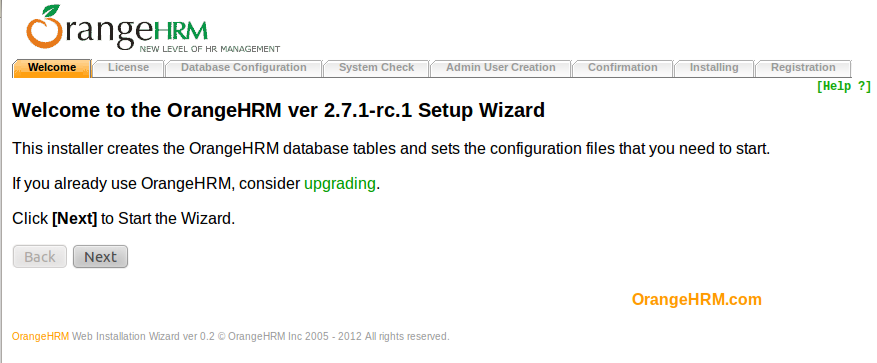 OrangeHRM
NEW LEVEL OF HR MANAGEMENT
Welcome License Database Configuration System Check Admin User Creation Confirmation Installing Registration
[Help ?]
Welcome to the OrangeHRM ver 2.7.1-rc.1 Setup Wizard
This installer creates the OrangeHRM database tables and sets the configuration files that you need to start.
If you already use OrangeHRM, consider upgrading.
Click [Next] to Start the Wizard.
Back Next
OrangeHRM.com
OrangeHRM Web Installation Wizard ver 0.2 © OrangeHRM Inc 2005 - 2012 All rights reserved.